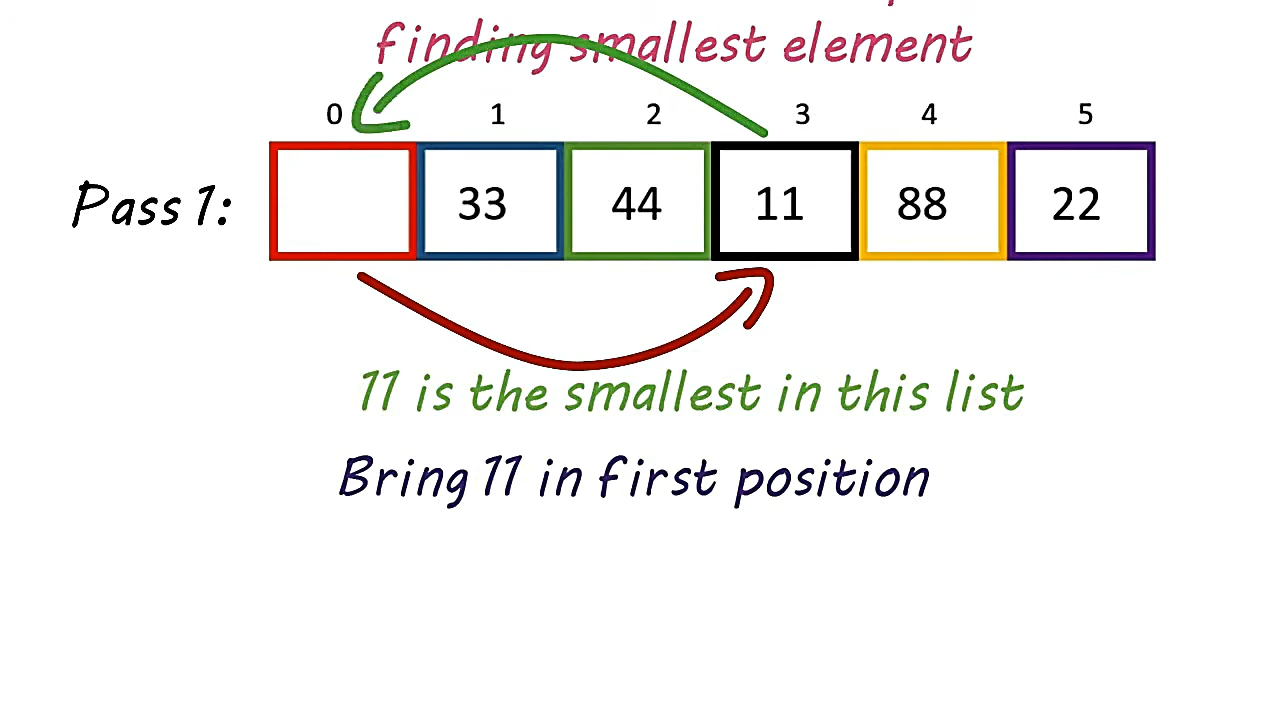 finding smallest element
0 1 2 3 4 5
Pass 1: 33 44 11 88 22
11 is the smallest in this list
Bring 11 in first position